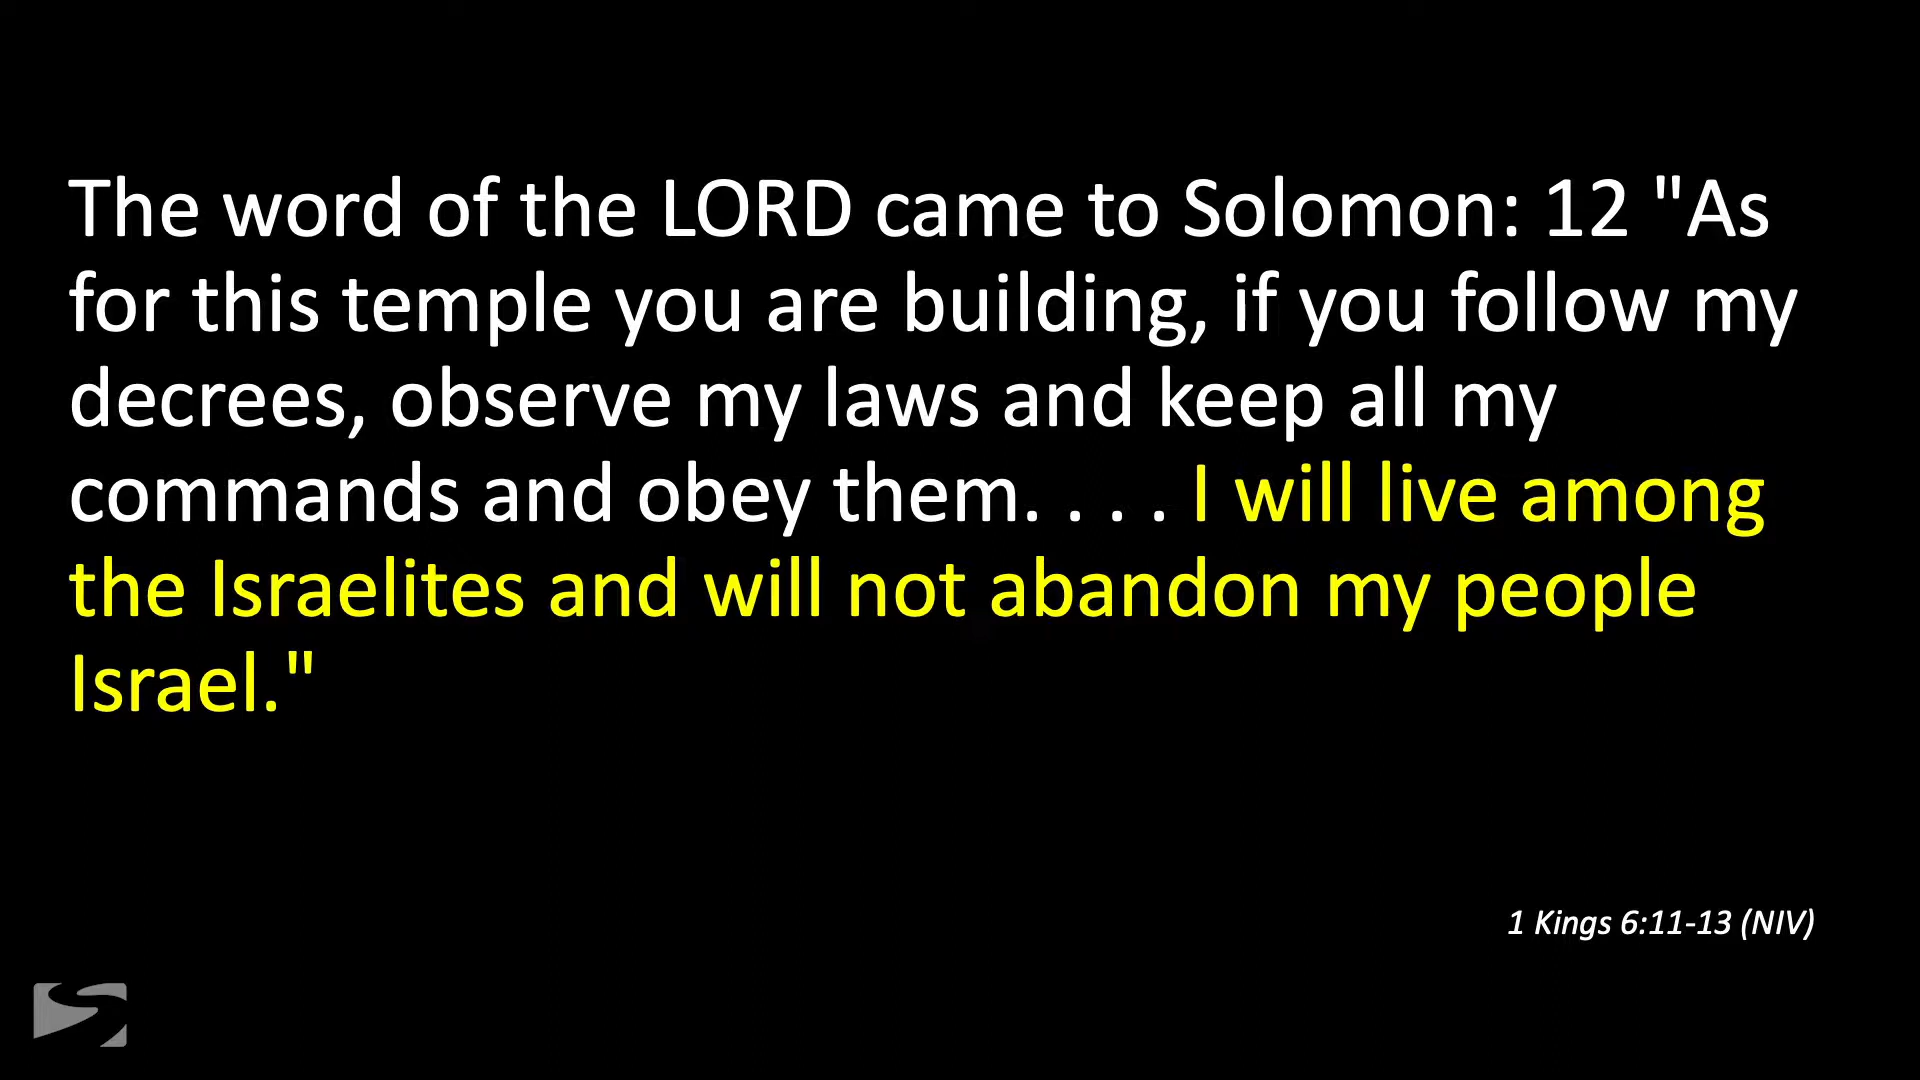 The word of the LORD came to Solomon: 12 "As
for this temple you are building, if you follow my
decrees, observe my laws and keep all my
commands and obey them. . . . I will live among
the Israelites and will not abandon my people
Israel."
1 Kings 6:11-13 (NIV)